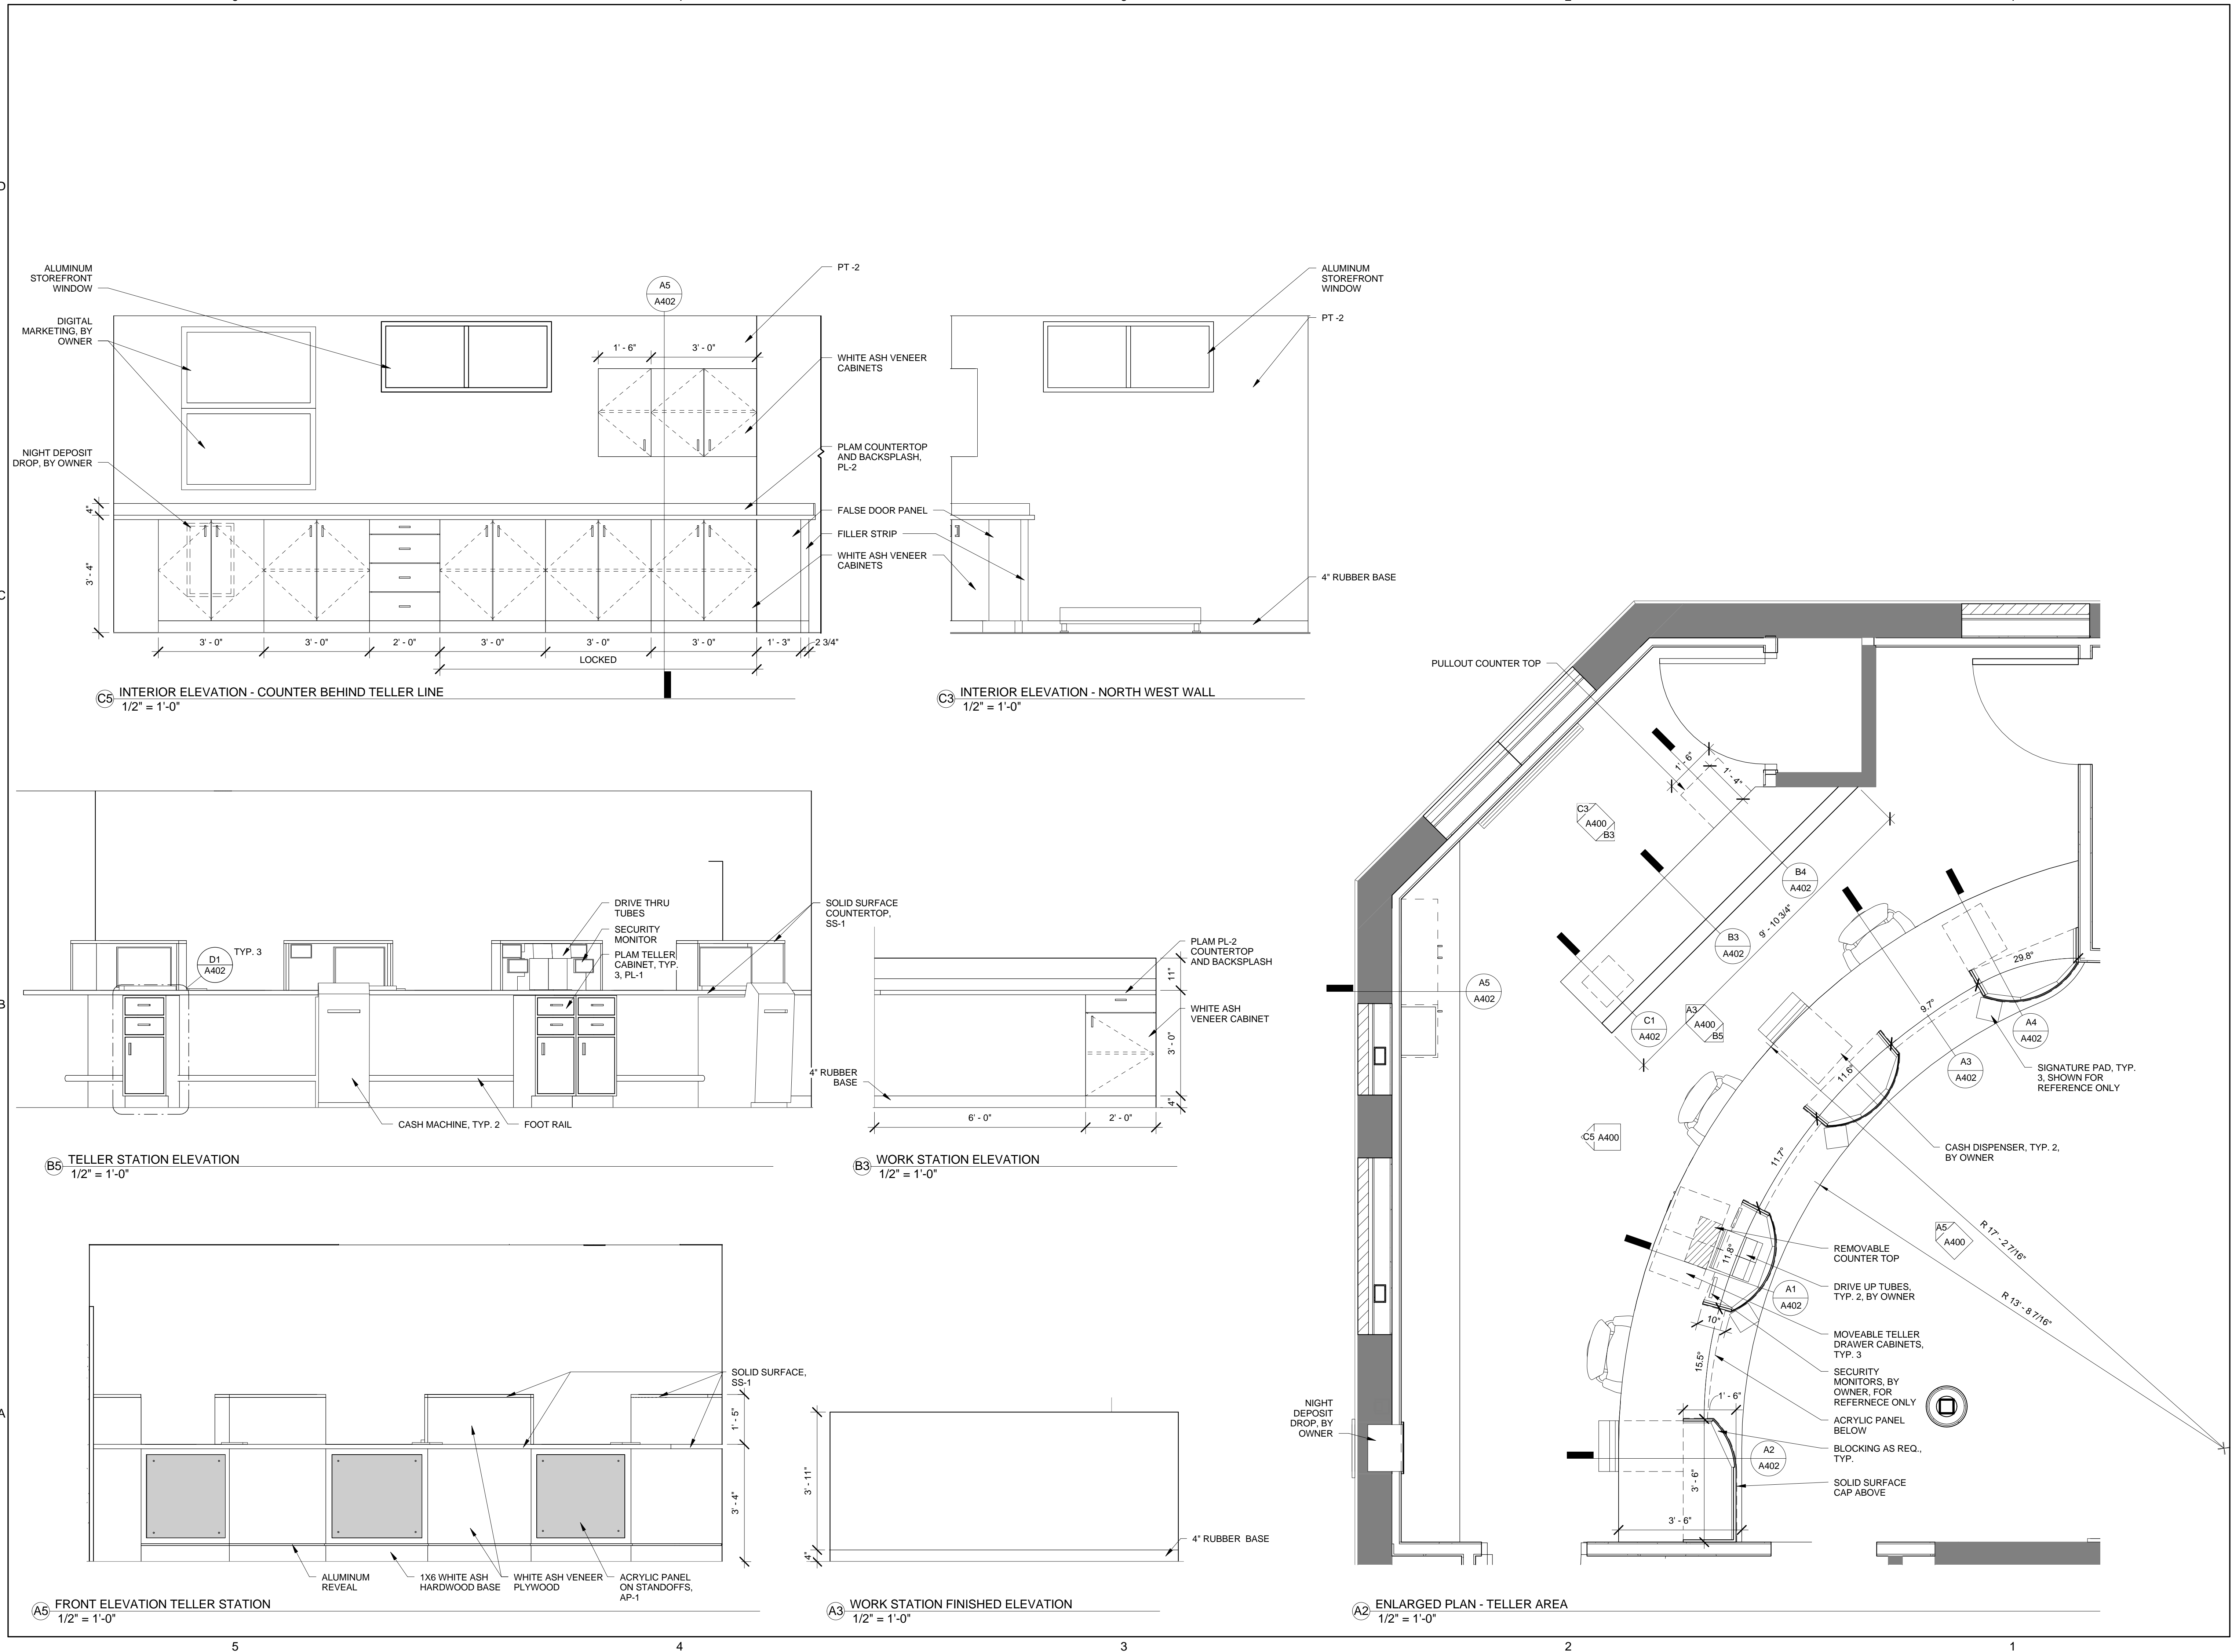 D
C
B
A
5
4
3
2
1
ALUMINUM
STOREFRONT
WINDOW
DIGITAL
MARKETING, BY
OWNER
NIGHT DEPOSIT
DROP, BY OWNER
A5
A402
PT -2
WHITE ASH VENEER
CABINETS
PLAM COUNTERTOP
AND BACKSPLASH,
PL-2
FALSE DOOR PANEL
FILLER STRIP
WHITE ASH VENEER
CABINETS
1' - 6"
3' - 0"
4"
3' - 4"
3' - 0"
3' - 0"
2' - 0"
3' - 0"
3' - 0"
3' - 0"
1' - 3"
2 3/4"
LOCKED
C5
INTERIOR ELEVATION - COUNTER BEHIND TELLER LINE
1/2" = 1'-0"
ALUMINUM
STOREFRONT
WINDOW
PT -2
4" RUBBER BASE
C3
INTERIOR ELEVATION - NORTH WEST WALL
1/2" = 1'-0"
D1
A402
TYP. 3
DRIVE THRU
TUBES
SECURITY
MONITOR
PLAM TELLER
CABINET, TYP.
3, PL-1
SOLID SURFACE
COUNTERTOP,
SS-1
CASH MACHINE, TYP. 2
FOOT RAIL
B5
TELLER STATION ELEVATION
1/2" = 1'-0"
PLAM PL-2
COUNTERTOP
AND BACKSPLASH
WHITE ASH
VENEER CABINET
4" RUBBER
BASE
11"
3' - 0"
4"
6' - 0"
2' - 0"
B3
WORK STATION ELEVATION
1/2" = 1'-0"
SOLID SURFACE,
SS-1
1' - 5"
3' - 4"
ALUMINUM
REVEAL
1X6 WHITE ASH
HARDWOOD BASE
WHITE ASH VENEER
PLYWOOD
ACRYLIC PANEL
ON STANDOFFS,
AP-1
A5
FRONT ELEVATION TELLER STATION
1/2" = 1'-0"
3' - 11"
4"
4" RUBBER  BASE
A3
WORK STATION FINISHED ELEVATION
1/2" = 1'-0"
PULLOUT COUNTER TOP
1' - 6"
1' - 4"
C3
A400
B3
B4
A402
B3
A402
9' - 10 3/4"
C1
A402
A3
A400
B5
A5
A402
C5
A400
29.8°
9.7°
11.6°
11.7°
11.8°
15.5°
A4
A402
A3
A402
SIGNATURE PAD, TYP.
3, SHOWN FOR
REFERENCE ONLY
CASH DISPENSER, TYP. 2,
BY OWNER
A5
A400
R 17' - 2 7/16"
R 13' - 8 7/16"
REMOVABLE
COUNTER TOP
DRIVE UP TUBES,
TYP. 2, BY OWNER
A1
A402
MOVEABLE TELLER
DRAWER CABINETS,
TYP. 3
SECURITY
MONITORS, BY
OWNER, FOR
REFERNECE ONLY
ACRYLIC PANEL
BELOW
BLOCKING AS REQ.,
TYP.
SOLID SURFACE
CAP ABOVE
10"
1' - 6"
A2
A402
3' - 6"
3' - 6"
NIGHT
DEPOSIT
DROP, BY
OWNER
A2
ENLARGED PLAN - TELLER AREA
1/2" = 1'-0"